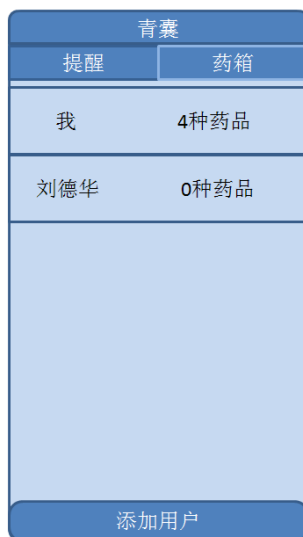 青囊
提醒 药箱
我 4种药品
刘德华 0种药品
添加用户